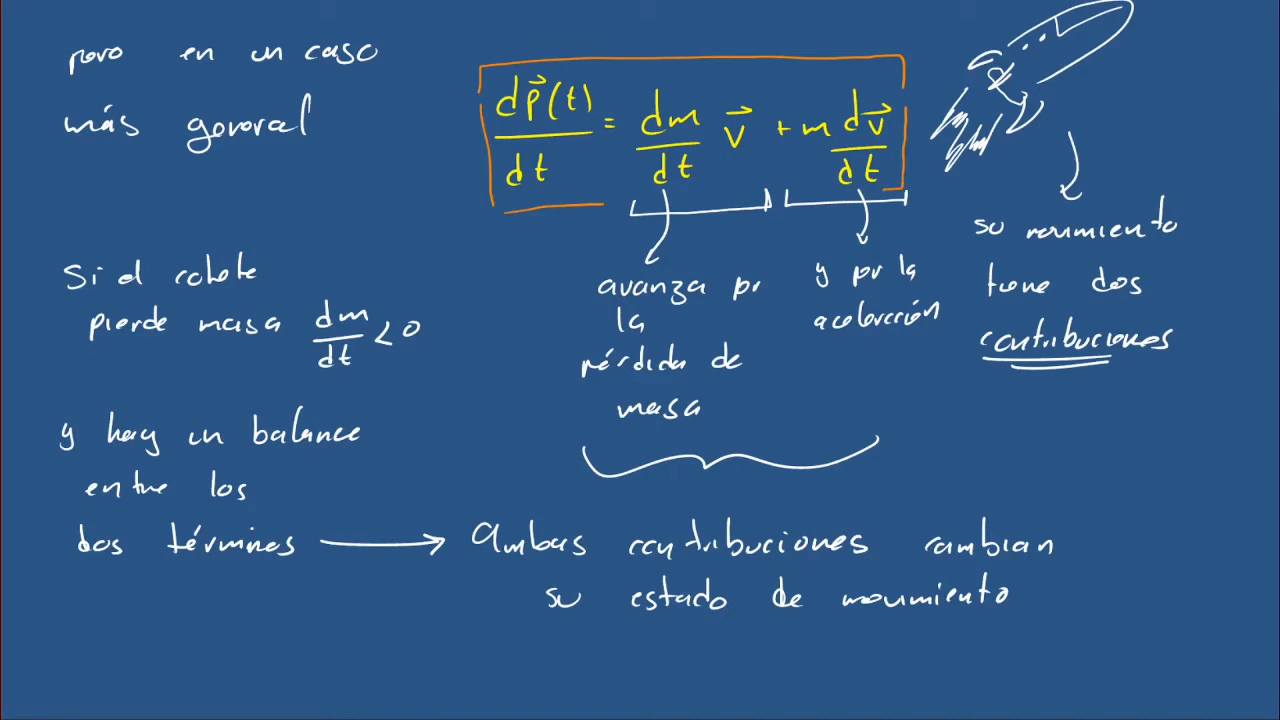 pero en un caso
más general
dp⃗(t)/dt = dm/dt v⃗ + m dv⃗/dt
su movimiento
tiene dos
contribuciones
avanza por
la
pérdida de
masa
y por la
aceleración
Si el cohete
pierde masa dm/dt < 0
y hay un balance
entre los
dos términos → Ambas contribuciones cambian
su estado de movimiento